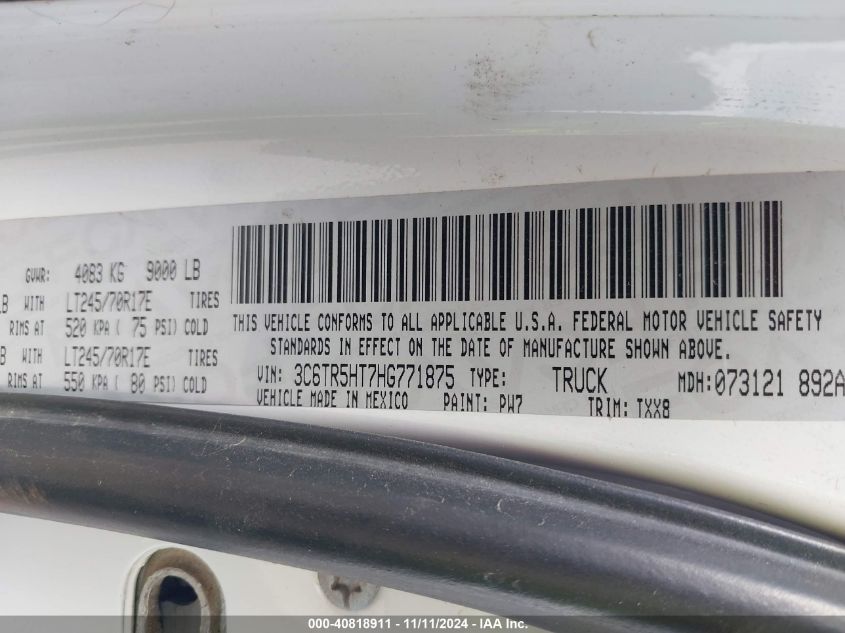 GVWR: 4083 KG 9000 LB
LB WITH LT245/70R17E TIRES
RIMS AT 520 KPA ( 75 PSI) COLD
WITH LT245/70R17E TIRES
RIMS AT 550 KPA ( 80 PSI) COLD
THIS VEHICLE CONFORMS TO ALL APPLICABLE U.S.A. FEDERAL MOTOR VEHICLE SAFETY
STANDARDS IN EFFECT ON THE DATE OF MANUFACTURE SHOWN ABOVE.
VIN: 3C6TR5HT7HG771875 TYPE: TRUCK MDH:073121 892A
VEHICLE MADE IN MEXICO PAINT: PW7 TRIM: TXX8
000-40818911 - 11/11/2024 - IAA Inc.